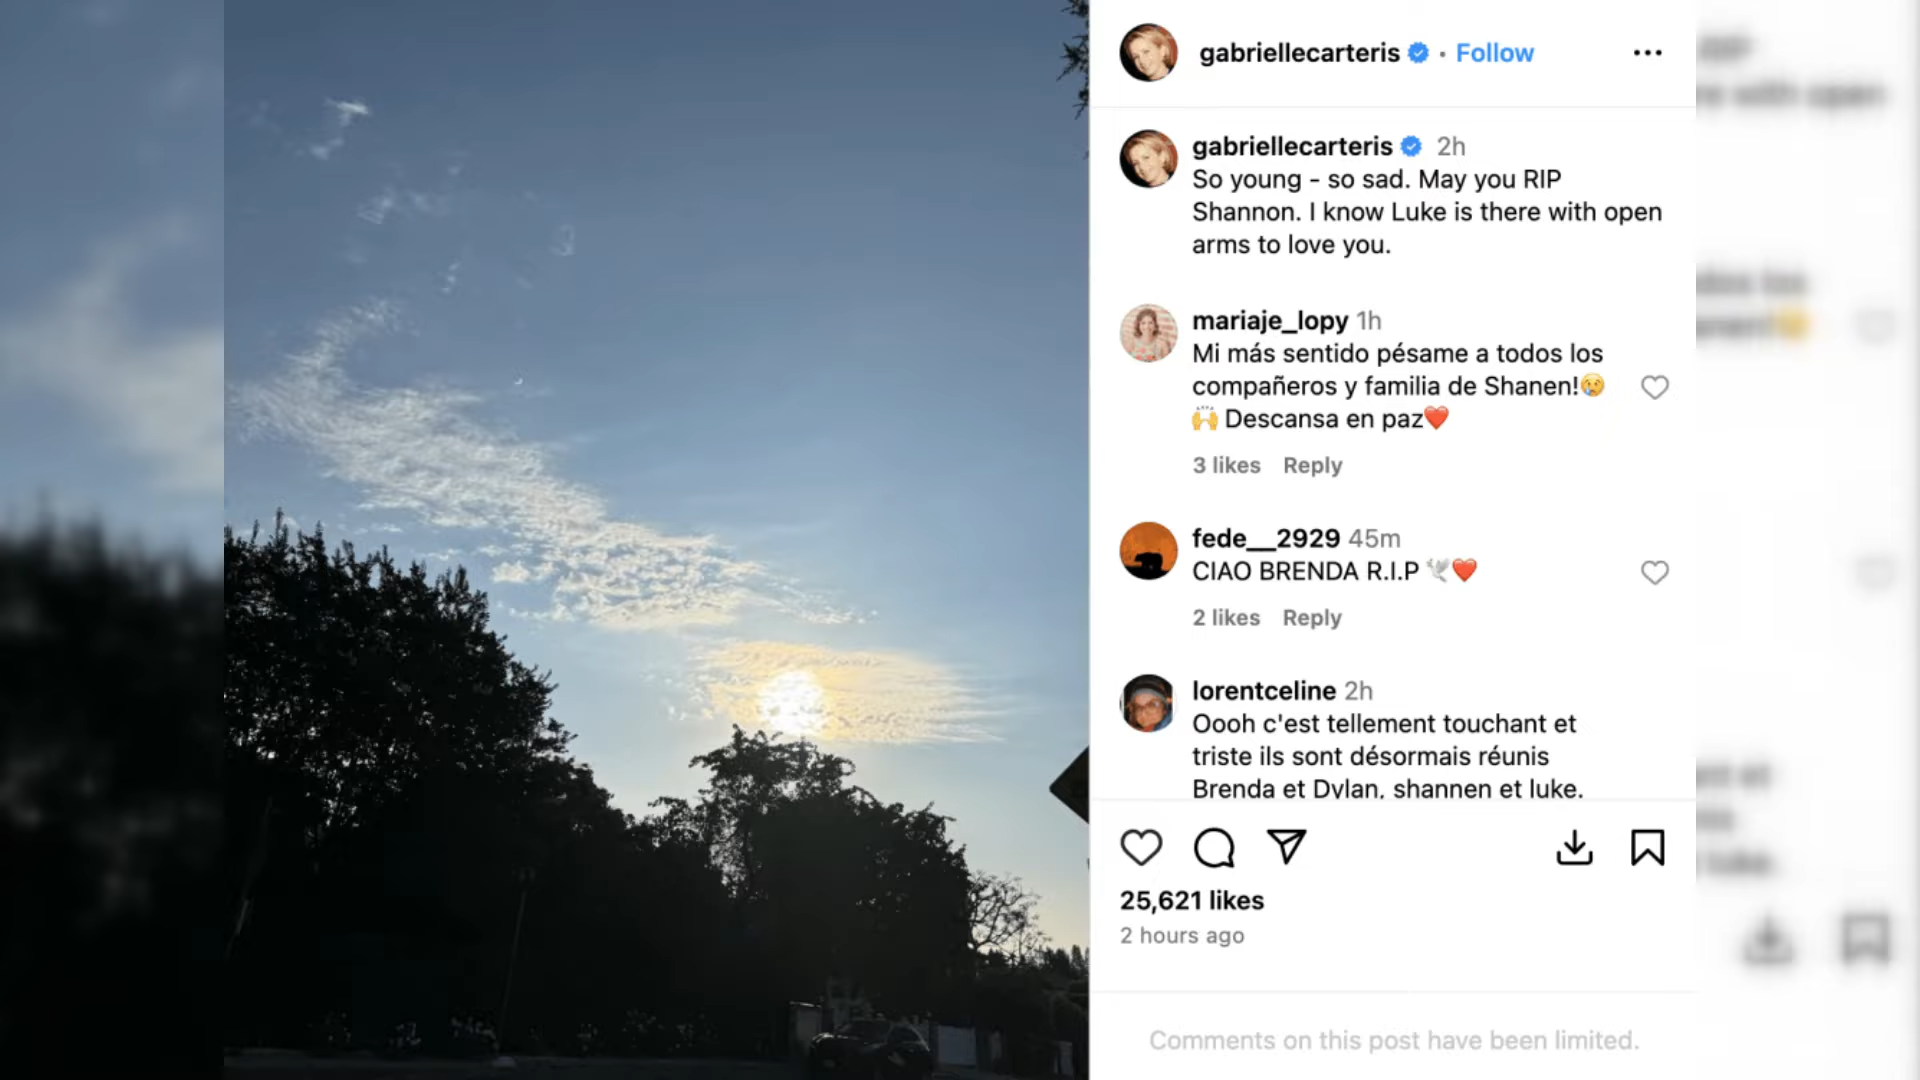 gabriellecarteris • Follow
gabriellecarteris 2h
So young - so sad. May you RIP
Shannon. I know Luke is there with open
arms to love you.
mariaje_lopy 1h
Mi más sentido pésame a todos los
compañeros y familia de Shanen!😢
🙌 Descansa en paz❤️
3 likes Reply
fede__2929 45m
CIAO BRENDA R.I.P 🕊️❤️
2 likes Reply
lorentceline 2h
Oooh c'est tellement touchant et
triste ils sont désormais réunis
Brenda et Dylan, shannen et luke.
25,621 likes
2 hours ago
Comments on this post have been limited.